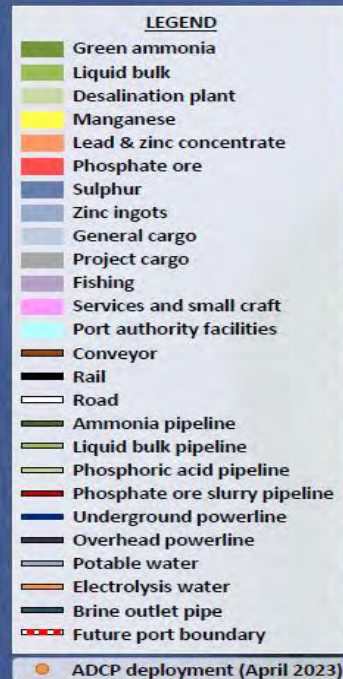 LEGEND
Green ammonia
Liquid bulk
Desalination plant
Manganese
Lead & zinc concentrate
Phosphate ore
Sulphur
Zinc ingots
General cargo
Project cargo
Fishing
Services and small craft
Port authority facilities
Conveyor
Rail
Road
Ammonia pipeline
Liquid bulk pipeline
Phosphoric acid pipeline
Phosphate ore slurry pipeline
Underground powerline
Overhead powerline
Potable water
Electrolysis water
Brine outlet pipe
Future port boundary
ADCP deployment (April 2023)